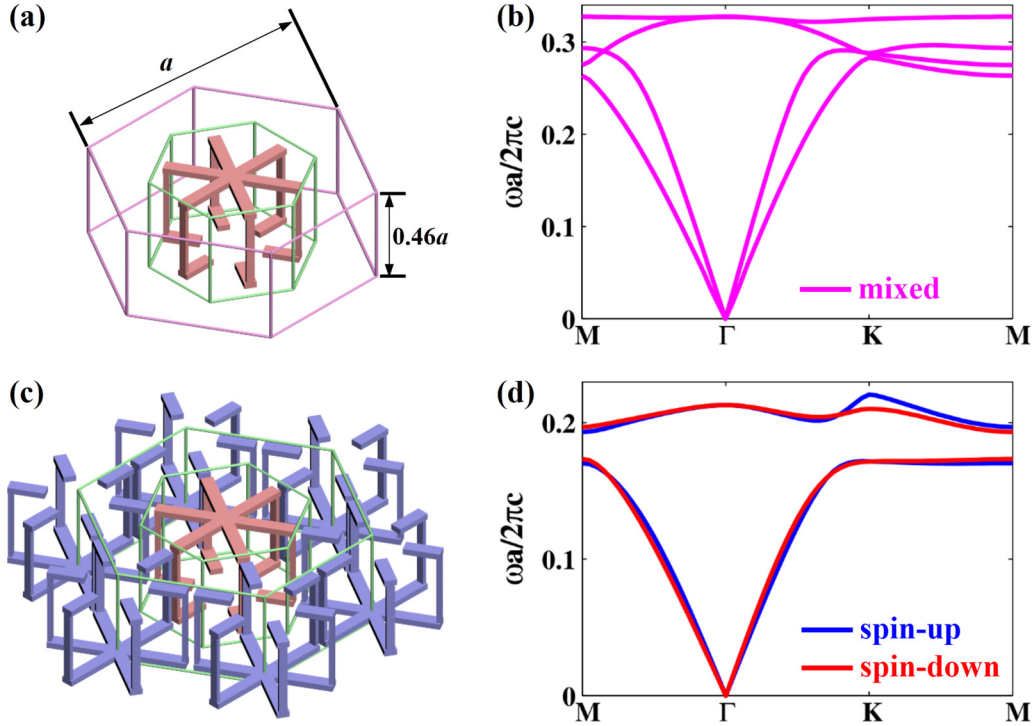 (a)
a
0.46a
(b)
ωa/2πc
0.3
0.2
0.1
0
M Γ K M
mixed
(c)
(d)
ωa/2πc
0.2
0.1
0
M Γ K M
spin-up
spin-down